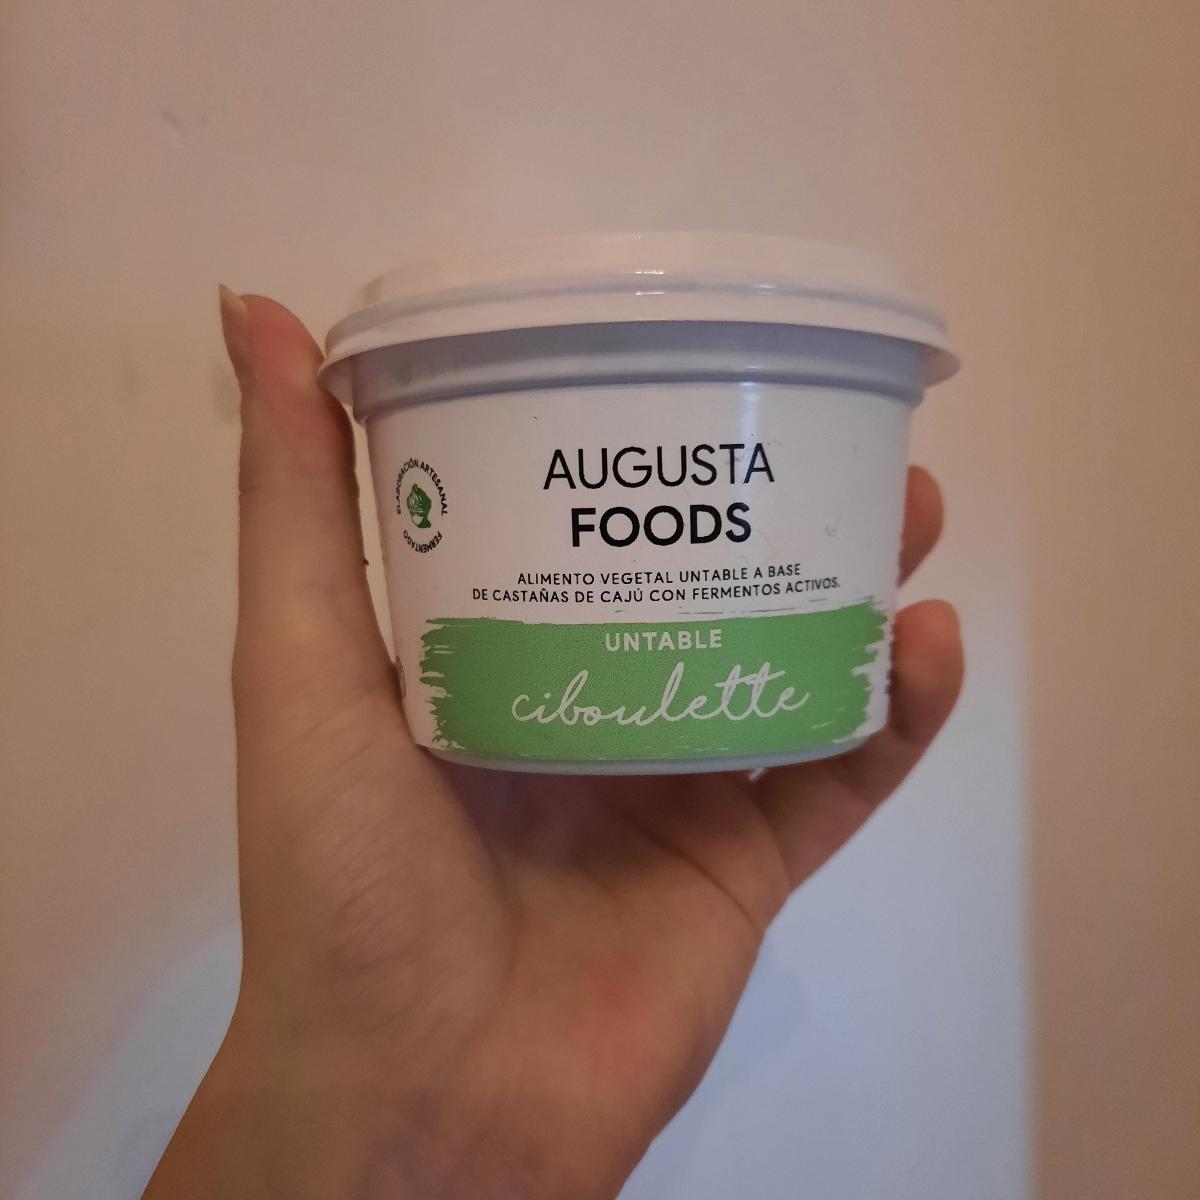 AUGUSTA
FOODS
ELABORACIÓN ARTESANAL
FERMENTADO
ALIMENTO VEGETAL UNTABLE A BASE
DE CASTAÑAS DE CAJÚ CON FERMENTOS ACTIVOS.
UNTABLE
ciboulette